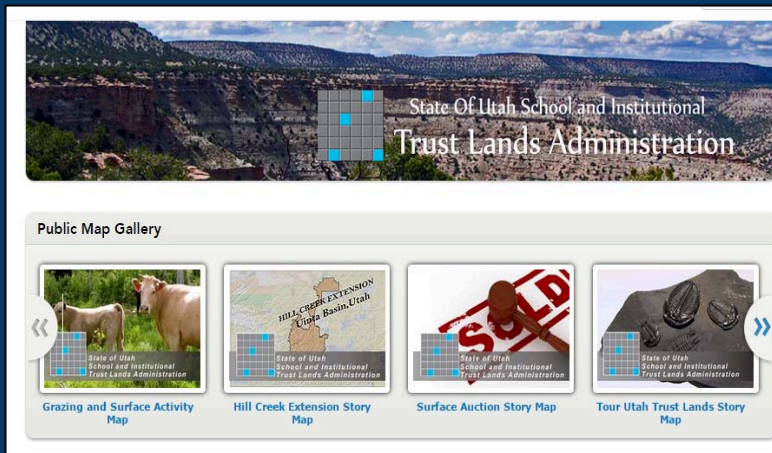 State Of Utah School and Institutional
Trust Lands Administration
Public Map Gallery
State of Utah
School and Institutional
Trust Lands Administration
HILL CREEK EXTENSION
Uinta Basin, Utah
State of Utah
School and Institutional
Trust Lands Administration
SOLD
State of Utah
School and Institutional
Trust Lands Administration
State of Utah
School and Institutional
Trust Lands Administration
Grazing and Surface Activity
Map
Hill Creek Extension Story
Map
Surface Auction Story Map
Tour Utah Trust Lands Story
Map